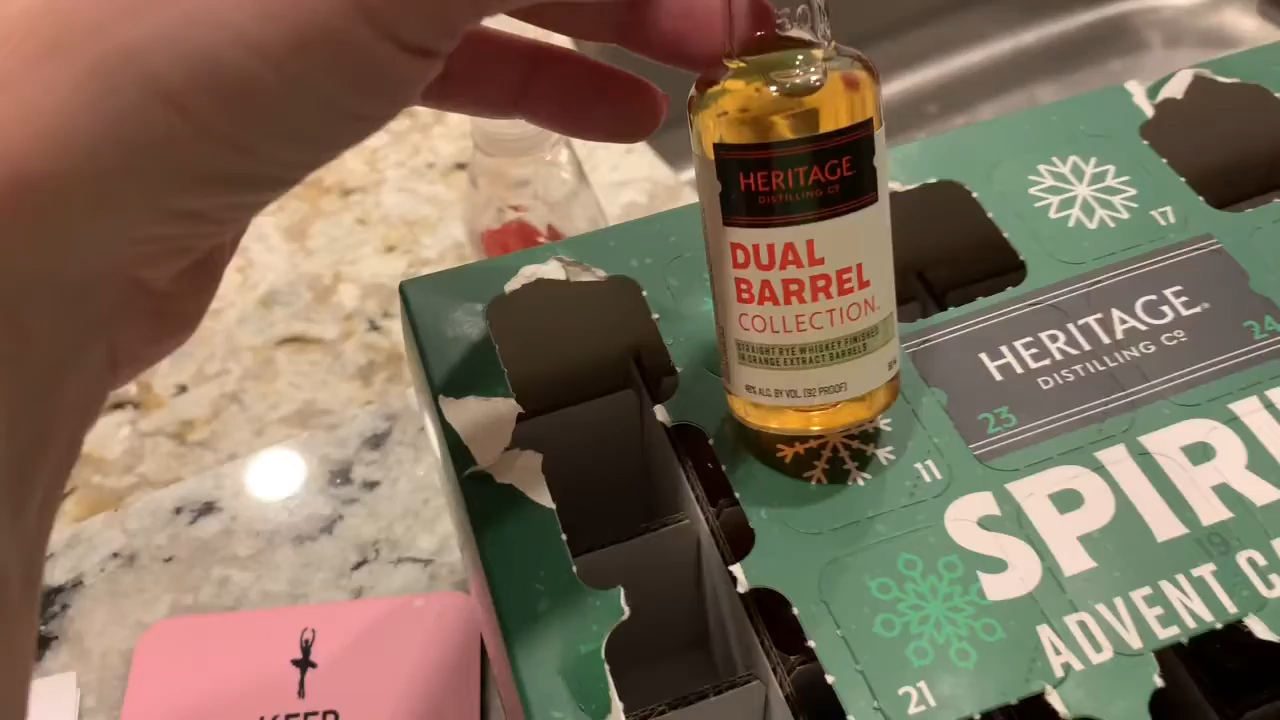 HERITAGE
DISTILLING Cº
DUAL
BARREL
COLLECTION
STRAIGHT RYE WHISKEY FINISHED
IN ORANGE EXTRACT BARRELS
46% ALC. BY VOL. (92 PROOF)
17
HERITAGE
DISTILLING Cº
24
23
11
SPIRI
19
ADVENT C
21
KEEP